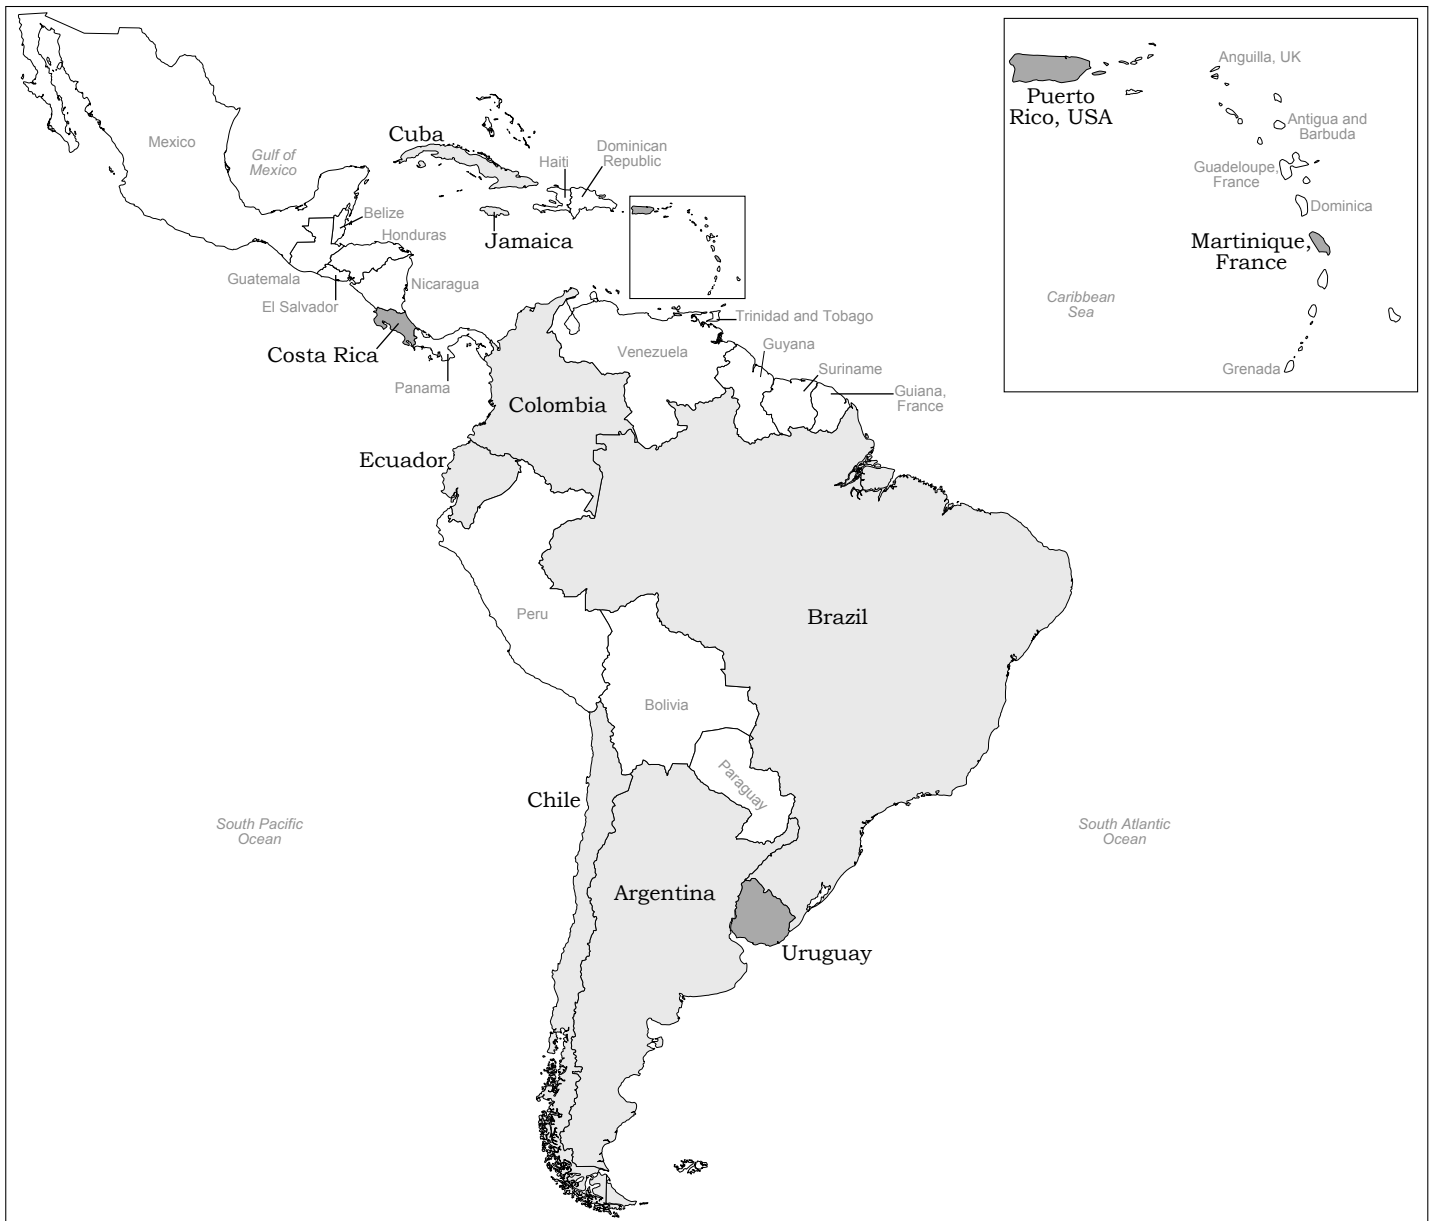 Mexico
Gulf of
Mexico
Cuba
Haiti
Dominican
Republic
Belize
Honduras
Jamaica
Guatemala
El Salvador
Nicaragua
Costa Rica
Panama
Trinidad and Tobago
Venezuela
Guyana
Suriname
Guiana,
France
Colombia
Ecuador
Peru
Brazil
Bolivia
Paraguay
Chile
Argentina
Uruguay
South Pacific
Ocean
South Atlantic
Ocean
Puerto
Rico, USA
Anguilla, UK
Antigua and
Barbuda
Guadeloupe,
France
Dominica
Martinique,
France
Caribbean
Sea
Grenada